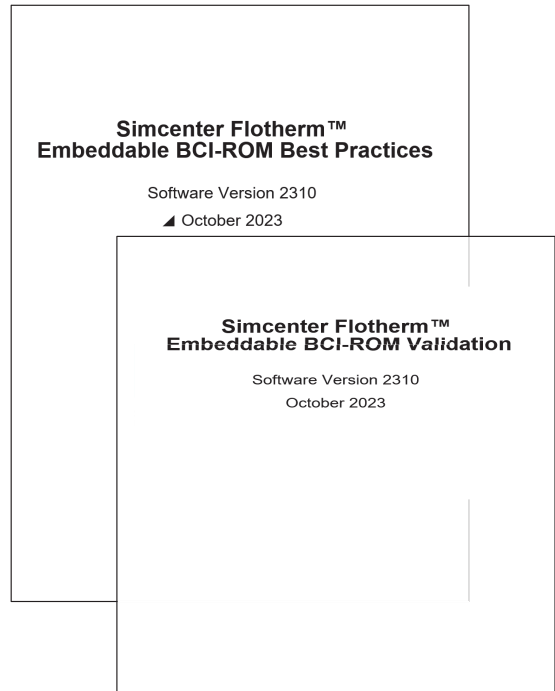 Simcenter Flotherm™
Embeddable BCI-ROM Best Practices
Software Version 2310
October 2023
Simcenter Flotherm™
Embeddable BCI-ROM Validation
Software Version 2310
October 2023